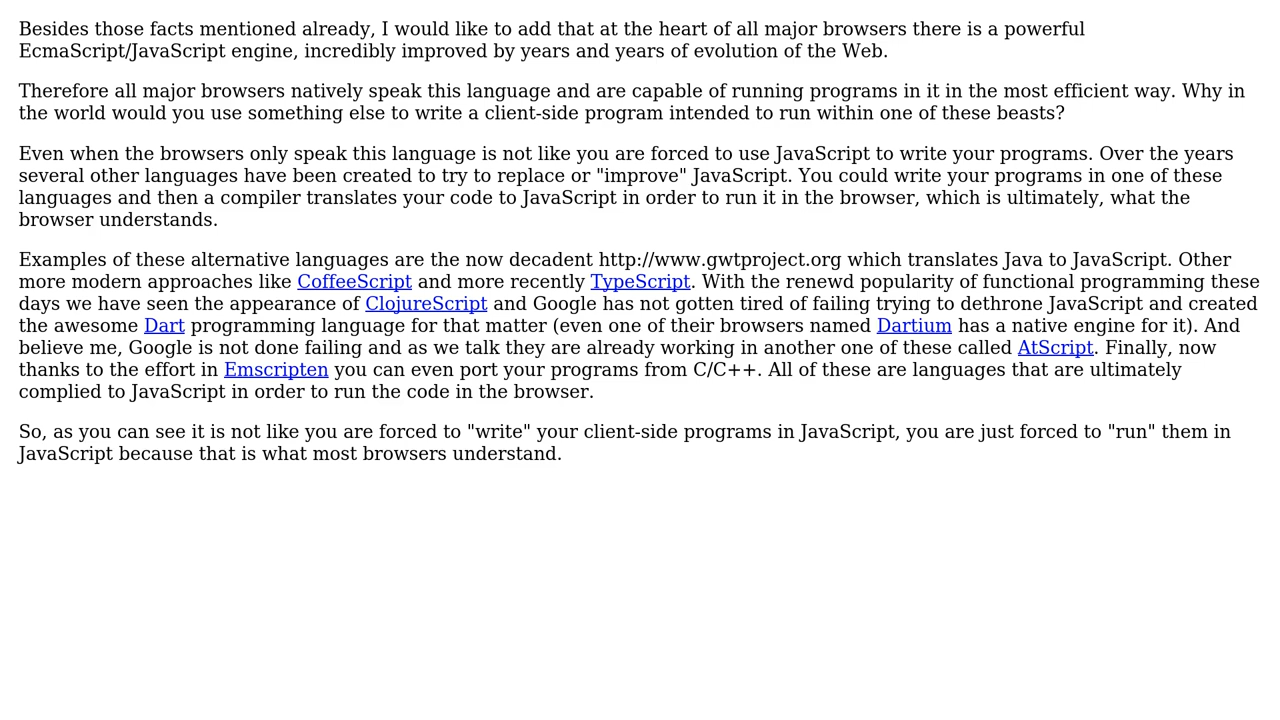 Besides those facts mentioned already, I would like to add that at the heart of all major browsers there is a powerful
EcmaScript/JavaScript engine, incredibly improved by years and years of evolution of the Web.
Therefore all major browsers natively speak this language and are capable of running programs in it in the most efficient way. Why in
the world would you use something else to write a client-side program intended to run within one of these beasts?
Even when the browsers only speak this language is not like you are forced to use JavaScript to write your programs. Over the years
several other languages have been created to try to replace or "improve" JavaScript. You could write your programs in one of these
languages and then a compiler translates your code to JavaScript in order to run it in the browser, which is ultimately, what the
browser understands.
Examples of these alternative languages are the now decadent http://www.gwtproject.org which translates Java to JavaScript. Other
more modern approaches like CoffeeScript and more recently TypeScript. With the renewd popularity of functional programming these
days we have seen the appearance of ClojureScript and Google has not gotten tired of failing trying to dethrone JavaScript and created
the awesome Dart programming language for that matter (even one of their browsers named Dartium has a native engine for it). And
believe me, Google is not done failing and as we talk they are already working in another one of these called AtScript. Finally, now
thanks to the effort in Emscripten you can even port your programs from C/C++. All of these are languages that are ultimately
complied to JavaScript in order to run the code in the browser.
So, as you can see it is not like you are forced to "write" your client-side programs in JavaScript, you are just forced to "run" them in
JavaScript because that is what most browsers understand.